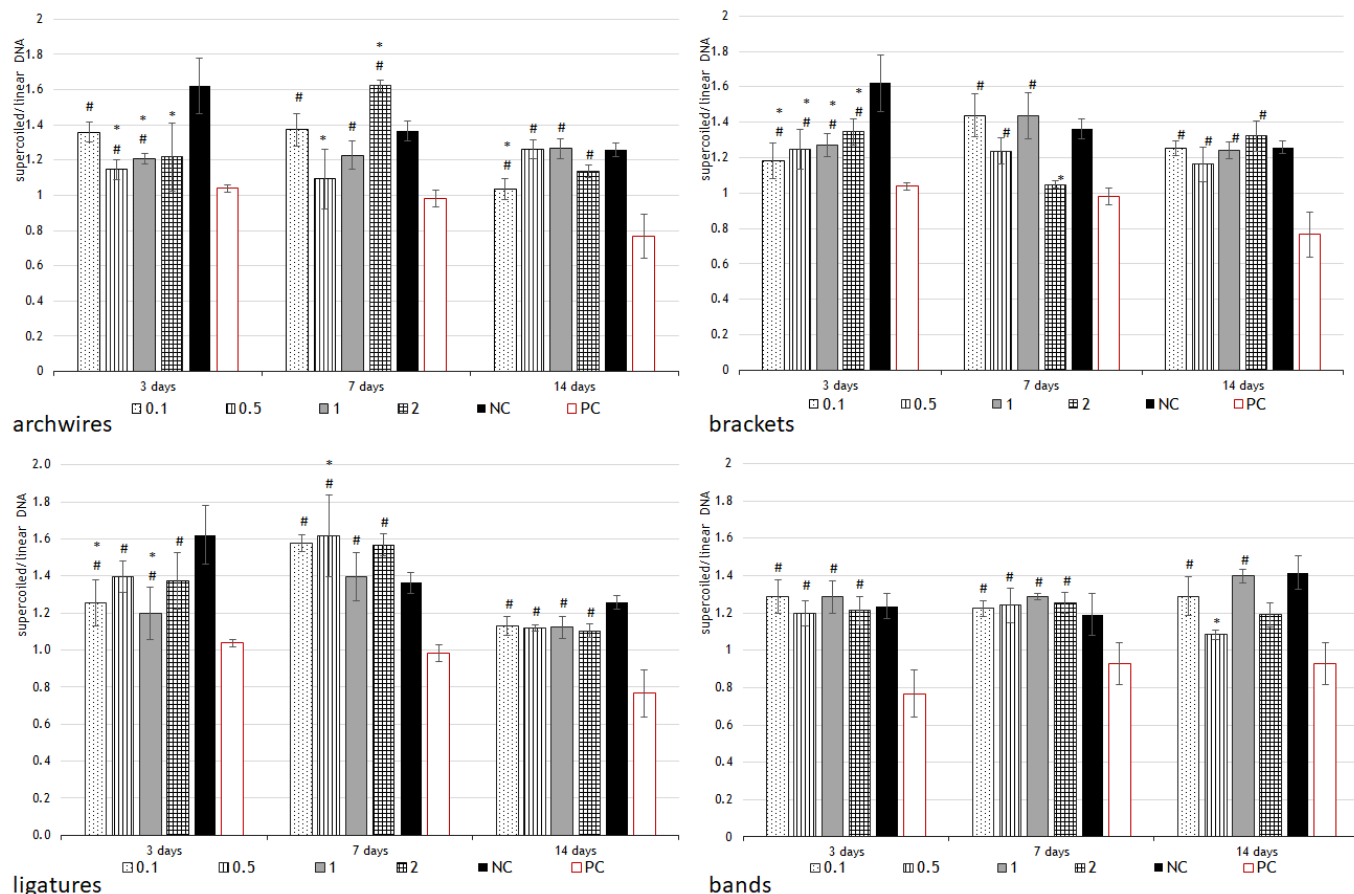 supercoiled/linear DNA
2
1.8
1.6
1.4
1.2
1
0.8
0.6
0.4
0.2
0
# * # * # * * # * # * # * # # # #
3 days 7 days 14 days
0.1 0.5 1 2 NC PC
archwires
supercoiled/linear DNA
2
1.8
1.6
1.4
1.2
1
0.8
0.6
0.4
0.2
0
* # * # * # * # # # # * # # # #
3 days 7 days 14 days
0.1 0.5 1 2 NC PC
brackets
supercoiled/linear DNA
2.0
1.8
1.6
1.4
1.2
1.0
0.8
0.6
0.4
0.2
0.0
* # # * # # # * # # # # # # #
3 days 7 days 14 days
0.1 0.5 1 2 NC PC
ligatures
supercoiled/linear DNA
2
1.8
1.6
1.4
1.2
1
0.8
0.6
0.4
0.2
0
# # # # # # # # # * #
3 days 7 days 14 days
0.1 0.5 1 2 NC PC
bands